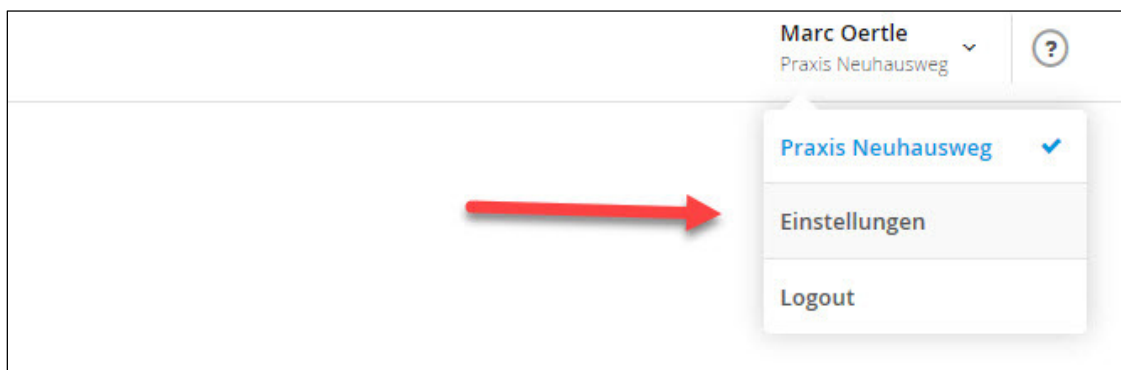 Marc Oertle
Praxis Neuhausweg
?
Praxis Neuhausweg
Einstellungen
Logout